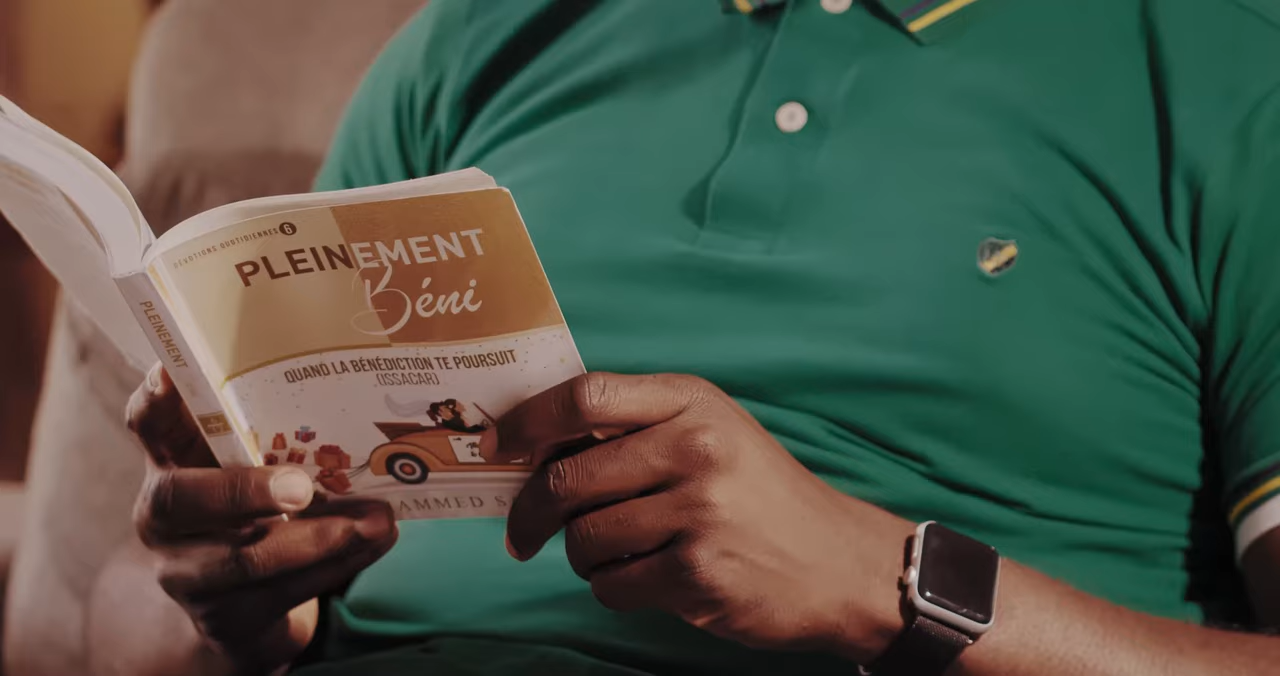 DÉVOTIONS QUOTIDIENNES 6
PLEINEMENT
Béni
QUAND LA BÉNÉDICTION TE POURSUIT
(ISSACAR)
AMMED S
PLEINEMENT